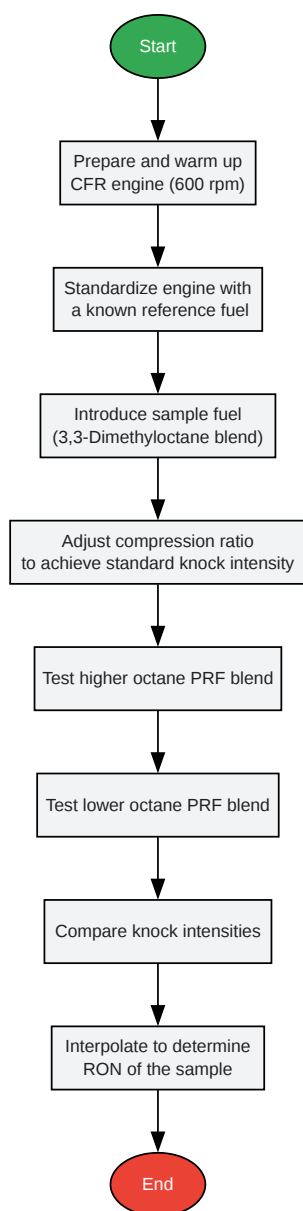 Start
Prepare and warm up
CFR engine (600 rpm)
Standardize engine with
a known reference fuel
Introduce sample fuel
(3,3-Dimethyloctane blend)
Adjust compression ratio
to achieve standard knock intensity
Test higher octane PRF blend
Test lower octane PRF blend
Compare knock intensities
Interpolate to determine
RON of the sample
End